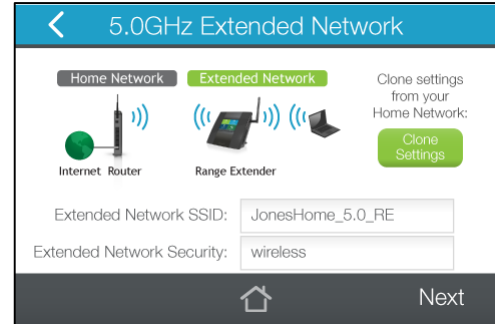 5.0GHz Extended Network
Home Network
Extended Network
Clone settings
from your
Home Network:
Clone
Settings
Internet Router
Range Extender
Extended Network SSID: JonesHome_5.0_RE
Extended Network Security: wireless
Next